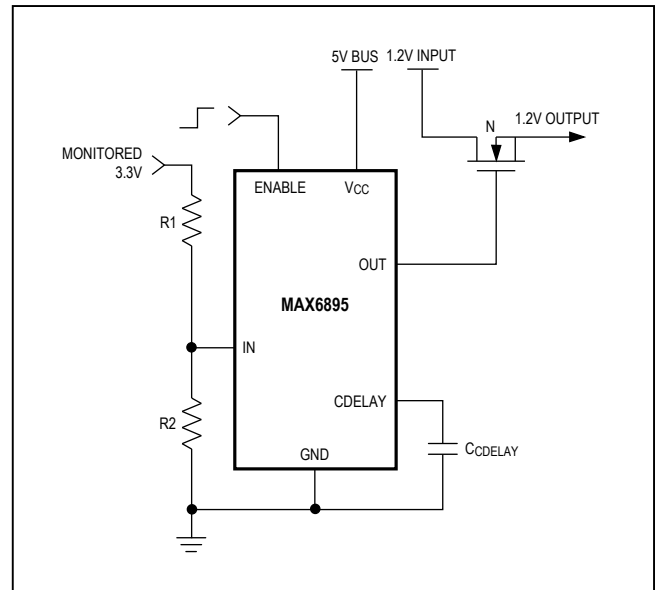 5V BUS 1.2V INPUT
N
1.2V OUTPUT
MONITORED
3.3V
ENABLE VCC
R1
OUT
MAX6895
IN
CDELAY
R2
CCDELAY
GND